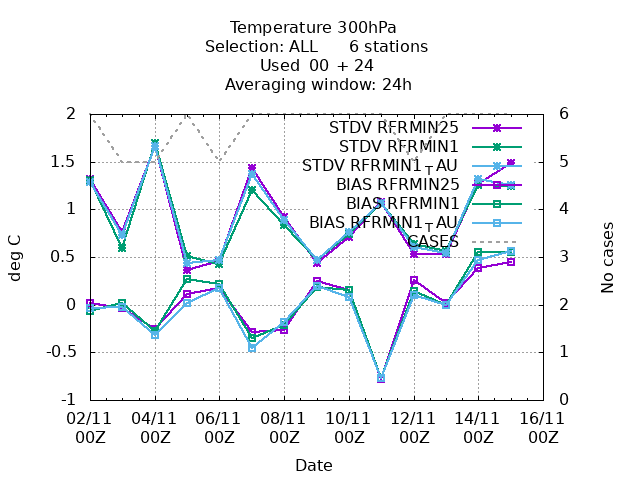 Temperature 300hPa
Selection: ALL 6 stations
Used 00 + 24
Averaging window: 24h
2
1.5
1
0.5
0
-0.5
-1
deg C
6
5
4
3
2
1
0
No cases
STDV RFRMIN25
STDV RFRMIN1
STDV RFRMIN1_TAU
BIAS RFRMIN25
BIAS RFRMIN1
BIAS RFRMIN1_TAU
CASES
02/11 04/11 06/11 08/11 10/11 12/11 14/11 16/11
00Z 00Z 00Z 00Z 00Z 00Z 00Z 00Z
Date